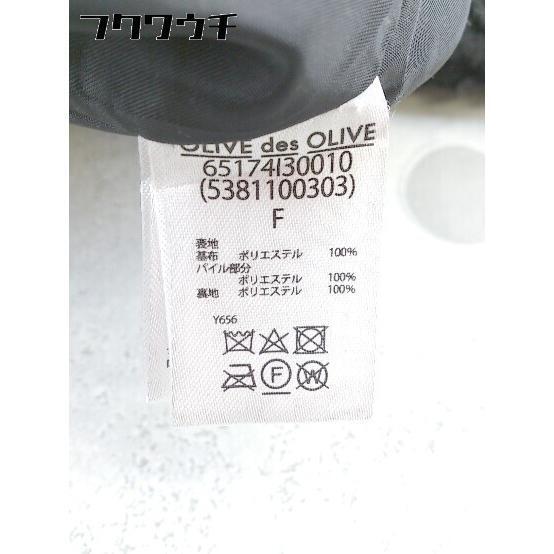 フクワウチ
OLIVE des OLIVE
65174I30010
(5381100303)
F
表地
基布 ポリエステル 100%
パイル部分
ポリエステル 100%
裏地 ポリエステル 100%
Y656
F
W